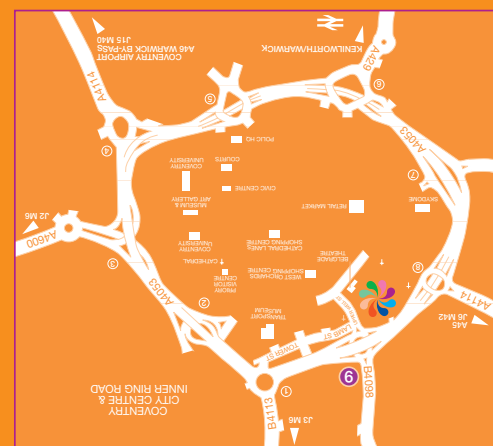 J3 M6
B4113
B4098
COVENTRY
CITY CENTRE &
INNER RING ROAD
1
9
TOWER ST
LAMB ST
TRANSPORT
MUSEUM
A45
J6 M42
A4114
2
A4053
PRIORY
VISITOR
CENTRE
WEST ORCHARDS
SHOPPING CENTRE
BELGRADE
THEATRE
8
3
CATHEDRAL
COVENTRY
UNIVERSITY
CATHEDRAL LANES
SHOPPING CENTRE
A4600
J2 M6
MUSEUM &
ART GALLERY
RETAIL MARKET
SKYDOME
7
CIVIC CENTRE
COVENTRY
UNIVERSITY
COURTS
4
POLIC HQ
A4053
5
6
A4114
A429
COVENTRY AIRPORT
A46 WARWICK BY-PASS
J15 M40
KENILWORTH/WARWICK